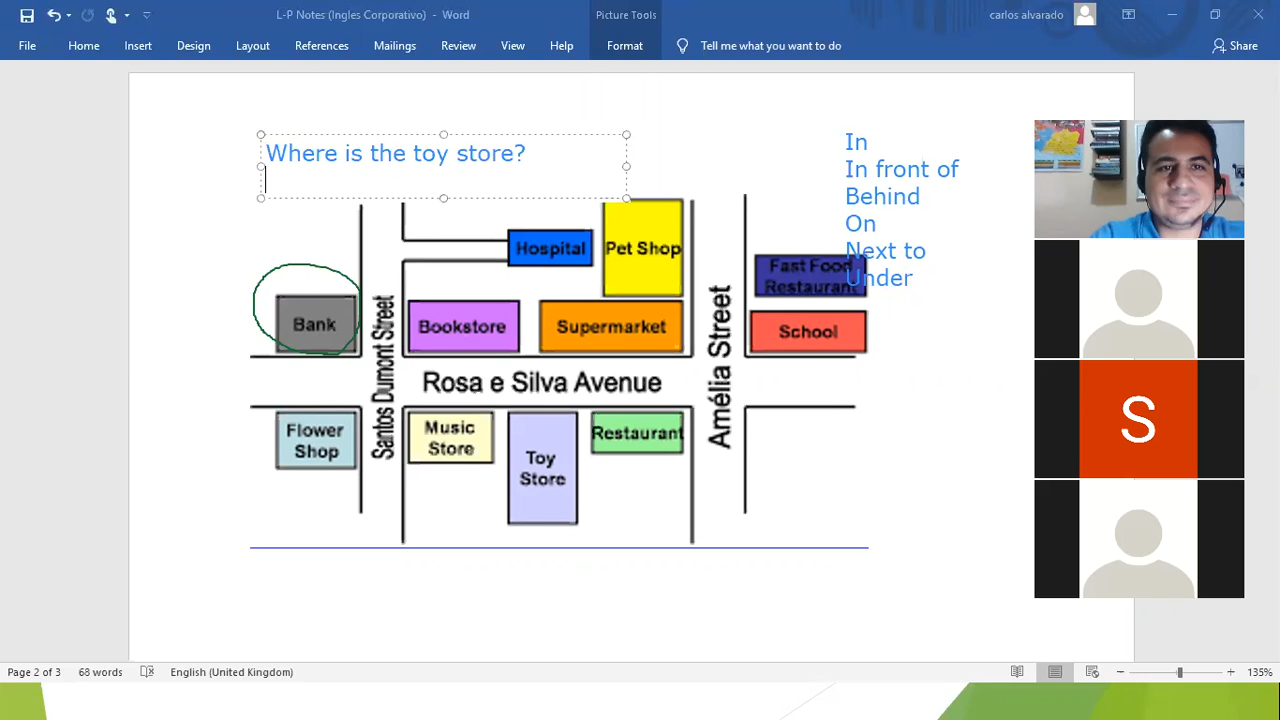 L-P Notes (Ingles Corporativo) - Word
Picture Tools
carlos alvarado
File Home Insert Design Layout References Mailings Review View Help Format Tell me what you want to do Share
Where is the toy store?
In
In front of
Behind
On
Next to
Under
Hospital
Pet Shop
Fast Food
Restaurant
Bank
Santos Dumont Street
Bookstore
Supermarket
Amélia Street
School
Rosa e Silva Avenue
Flower
Shop
Music
Store
Toy
Store
Restaurant
S
Page 2 of 3 68 words English (United Kingdom) 135%